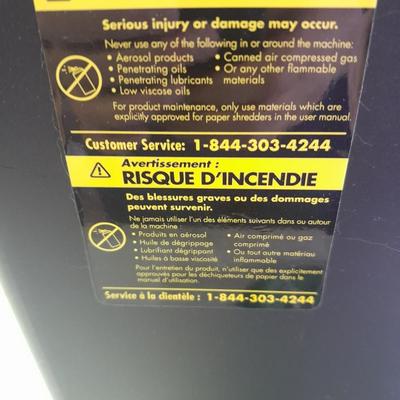 Serious injury or damage may occur.
Never use any of the following in or around the machine:
• Aerosol products
• Penetrating oils
• Penetrating lubricants
• Low viscose oils
• Canned air compressed gas
• Or any other flammable
materials
For product maintenance, only use materials which are
explicitly approved for paper shredders in the user manual.
Customer Service: 1-844-303-4244
Avertissement :
RISQUE D'INCENDIE
Des blessures graves ou des dommages
peuvent survenir.
Ne jamais utiliser l'un des éléments suivants dans ou autour
de la machine :
• Produits en aérosol
• Huile de dégrippage
• Lubrifiant dégrippant
• Huiles à basse viscosité
• Air comprimé ou gaz
comprimé
• Ou tout autre matériau
inflammable
Pour l'entretien du produit, n'utiliser que des explicitement
approuvés pour les déchiqueteurs de papier dans le
manuel d'utilisation.
Service à la clientèle : 1-844-303-4244